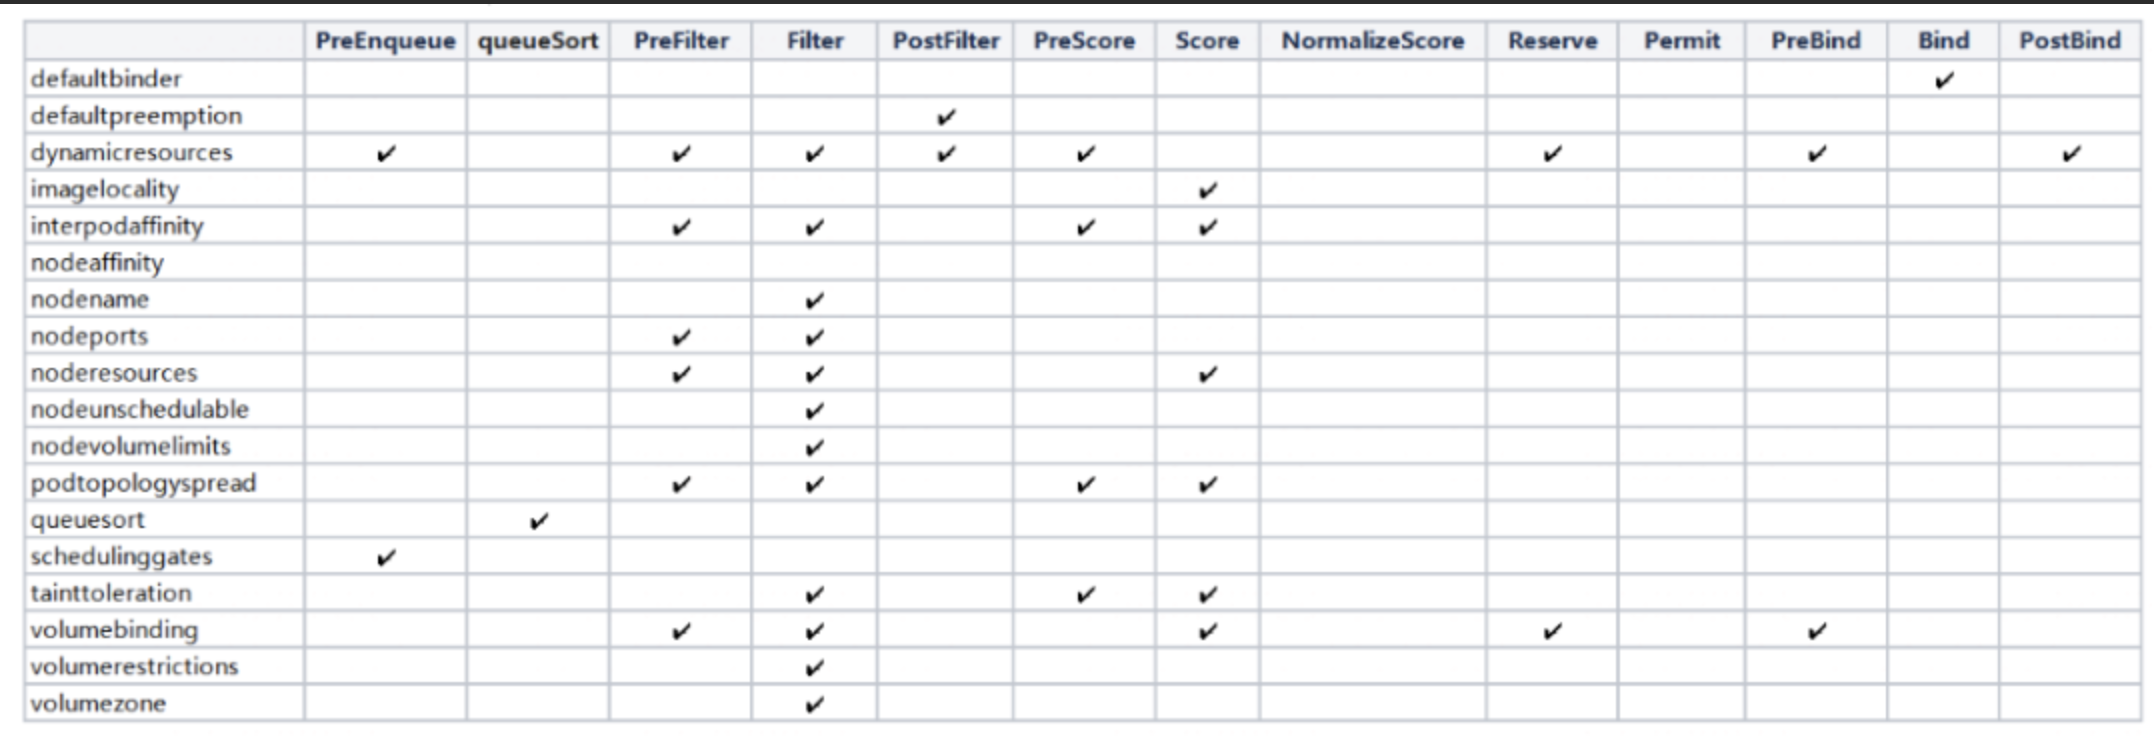 PreEnqueue queueSort PreFilter Filter PostFilter PreScore Score NormalizeScore Reserve Permit PreBind Bind PostBind
defaultbinder ✔
defaultpreemption ✔
dynamicresources ✔ ✔ ✔ ✔ ✔ ✔ ✔ ✔
imagelocality ✔
interpodaffinity ✔ ✔ ✔ ✔
nodeaffinity
nodename ✔
nodeports ✔ ✔
noderesources ✔ ✔ ✔
nodeunschedulable ✔
nodevolumelimits ✔
podtopologyspread ✔ ✔ ✔ ✔
queuesort ✔
schedulinggates ✔
tainttoleration ✔ ✔ ✔
volumebinding ✔ ✔ ✔ ✔ ✔
volumerestrictions ✔
volumezone ✔